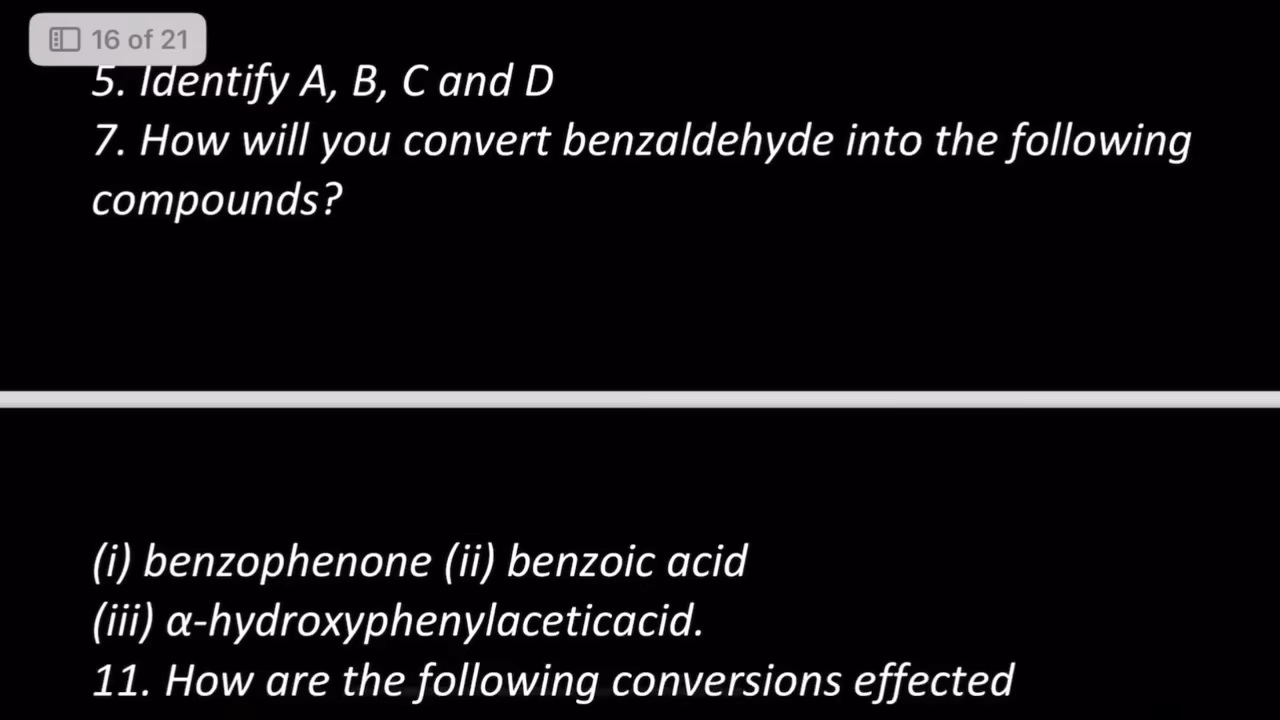 16 of 21
5. Identify A, B, C and D
7. How will you convert benzaldehyde into the following
compounds?
(i) benzophenone (ii) benzoic acid
(iii) α-hydroxyphenylaceticacid.
11. How are the following conversions effected